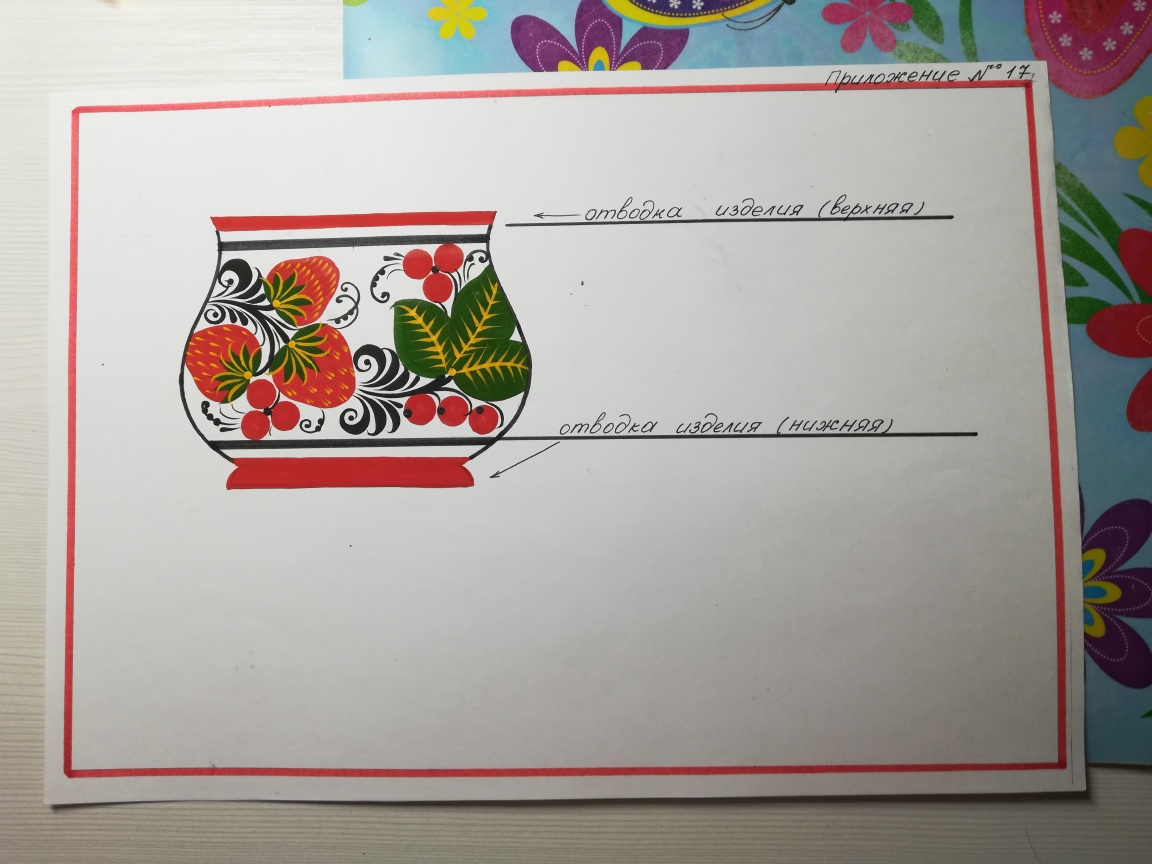 Приложение № 17.
отводка изделия (верхняя)
отводка изделия (нижняя)